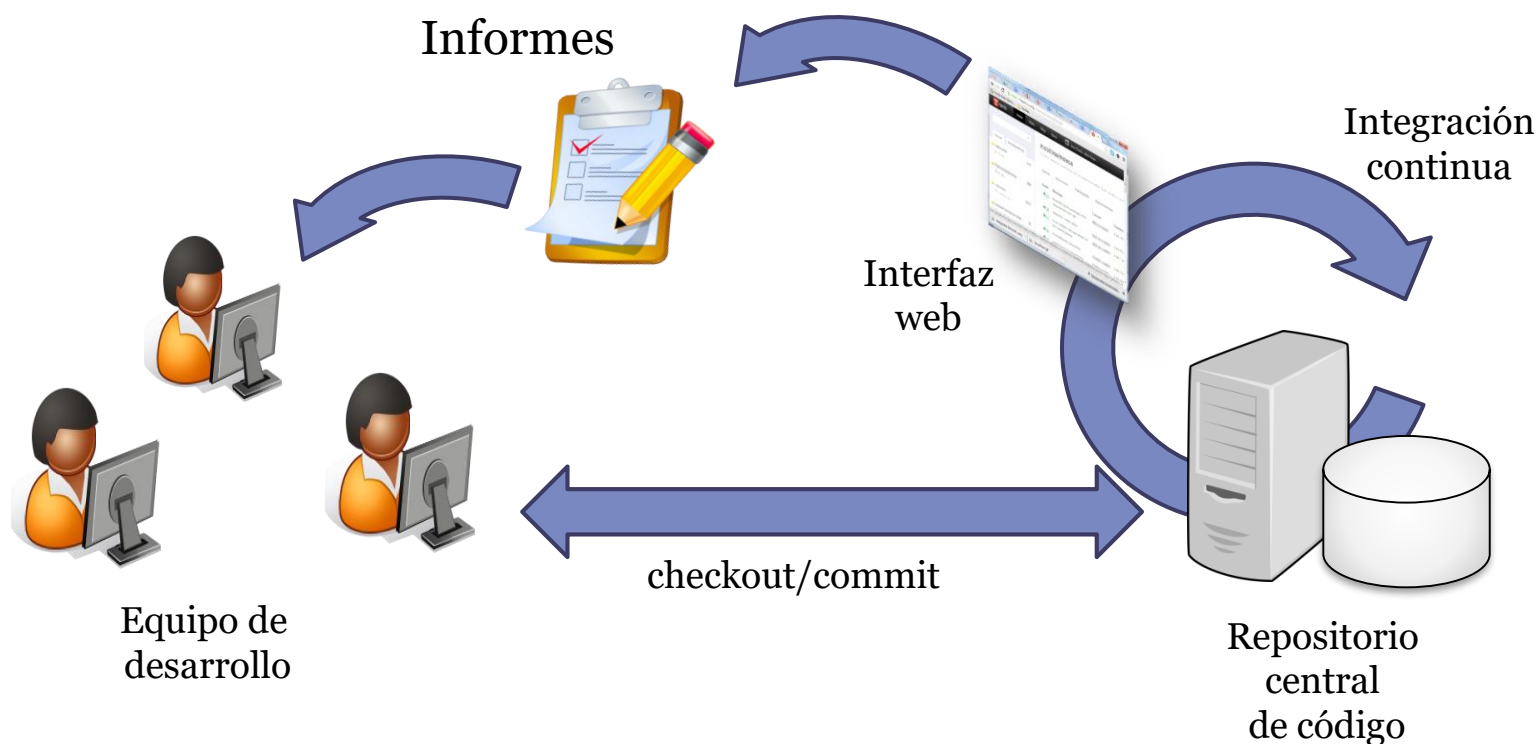 Informes
Integración
continua
Interfaz
web
checkout/commit
Equipo de
desarrollo
Repositorio
central
de código